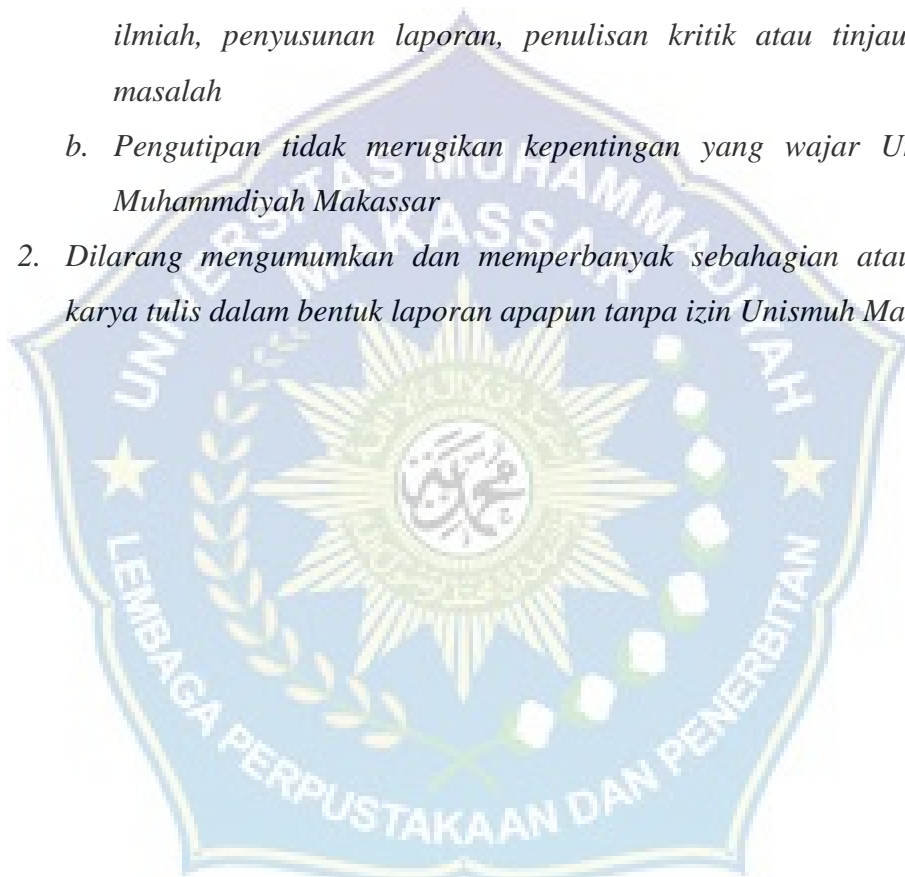 ilmiah, penyusunan laporan, penulisan kritik atau tinjau
masalah
b. Pengutipan tidak merugikan kepentingan yang wajar U
Muhammdiyah Makassar
2. Dilarang mengumumkan dan memperbanyak sebahagian atau
karya tulis dalam bentuk laporan apapun tanpa izin Unismuh Ma
UNIVERSITAS MUHAMMADIYAH
MAKASSAR
محمدية
LEMBAGA PERPUSTAKAAN DAN PENERBITAN